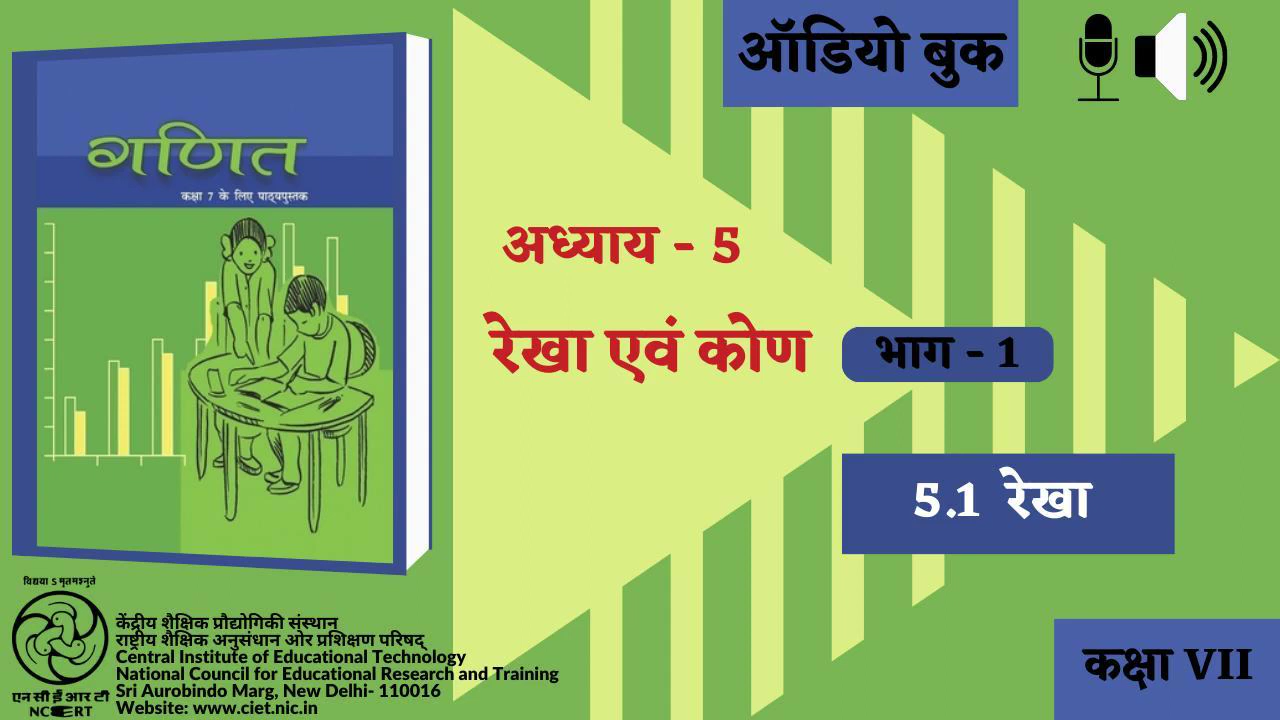 ऑडियो बुक
गणित
कक्षा 7 के लिए पाठ्यपुस्तक
अध्याय - 5
रेखा एवं कोण
भाग - 1
5.1 रेखा
विद्यया ऽ मृतमश्नुते
एन सी ई आर टी
NCERT
केंद्रीय शैक्षिक प्रौद्योगिकी संस्थान
राष्ट्रीय शैक्षिक अनुसंधान ओर प्रशिक्षण परिषद्
Central Institute of Educational Technology
National Council for Educational Research and Training
Sri Aurobindo Marg, New Delhi- 110016
Website: www.ciet.nic.in
कक्षा VII